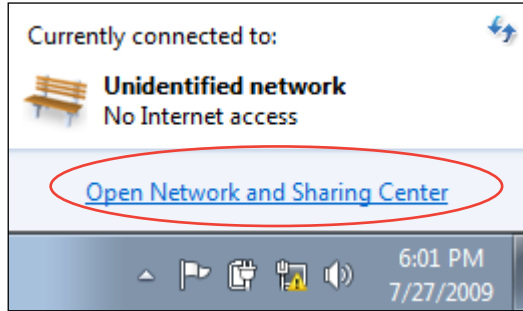 Currently connected to:
Unidentified network
No Internet access
Open Network and Sharing Center
6:01 PM
7/27/2009